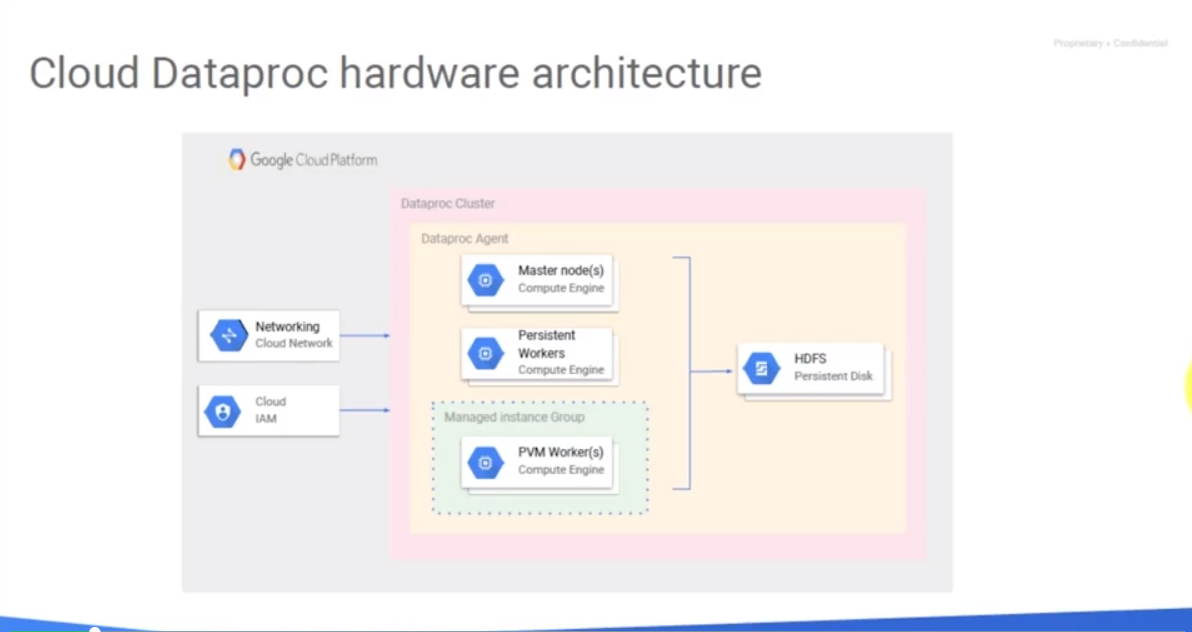 Proprietary + Confidential
Cloud Dataproc hardware architecture
Google Cloud Platform
Dataproc Cluster
Dataproc Agent
Master node(s)
Compute Engine
Networking
Cloud Network
Persistent
Workers
Compute Engine
HDFS
Persistent Disk
Cloud
IAM
Managed instance Group
PVM Worker(s)
Compute Engine